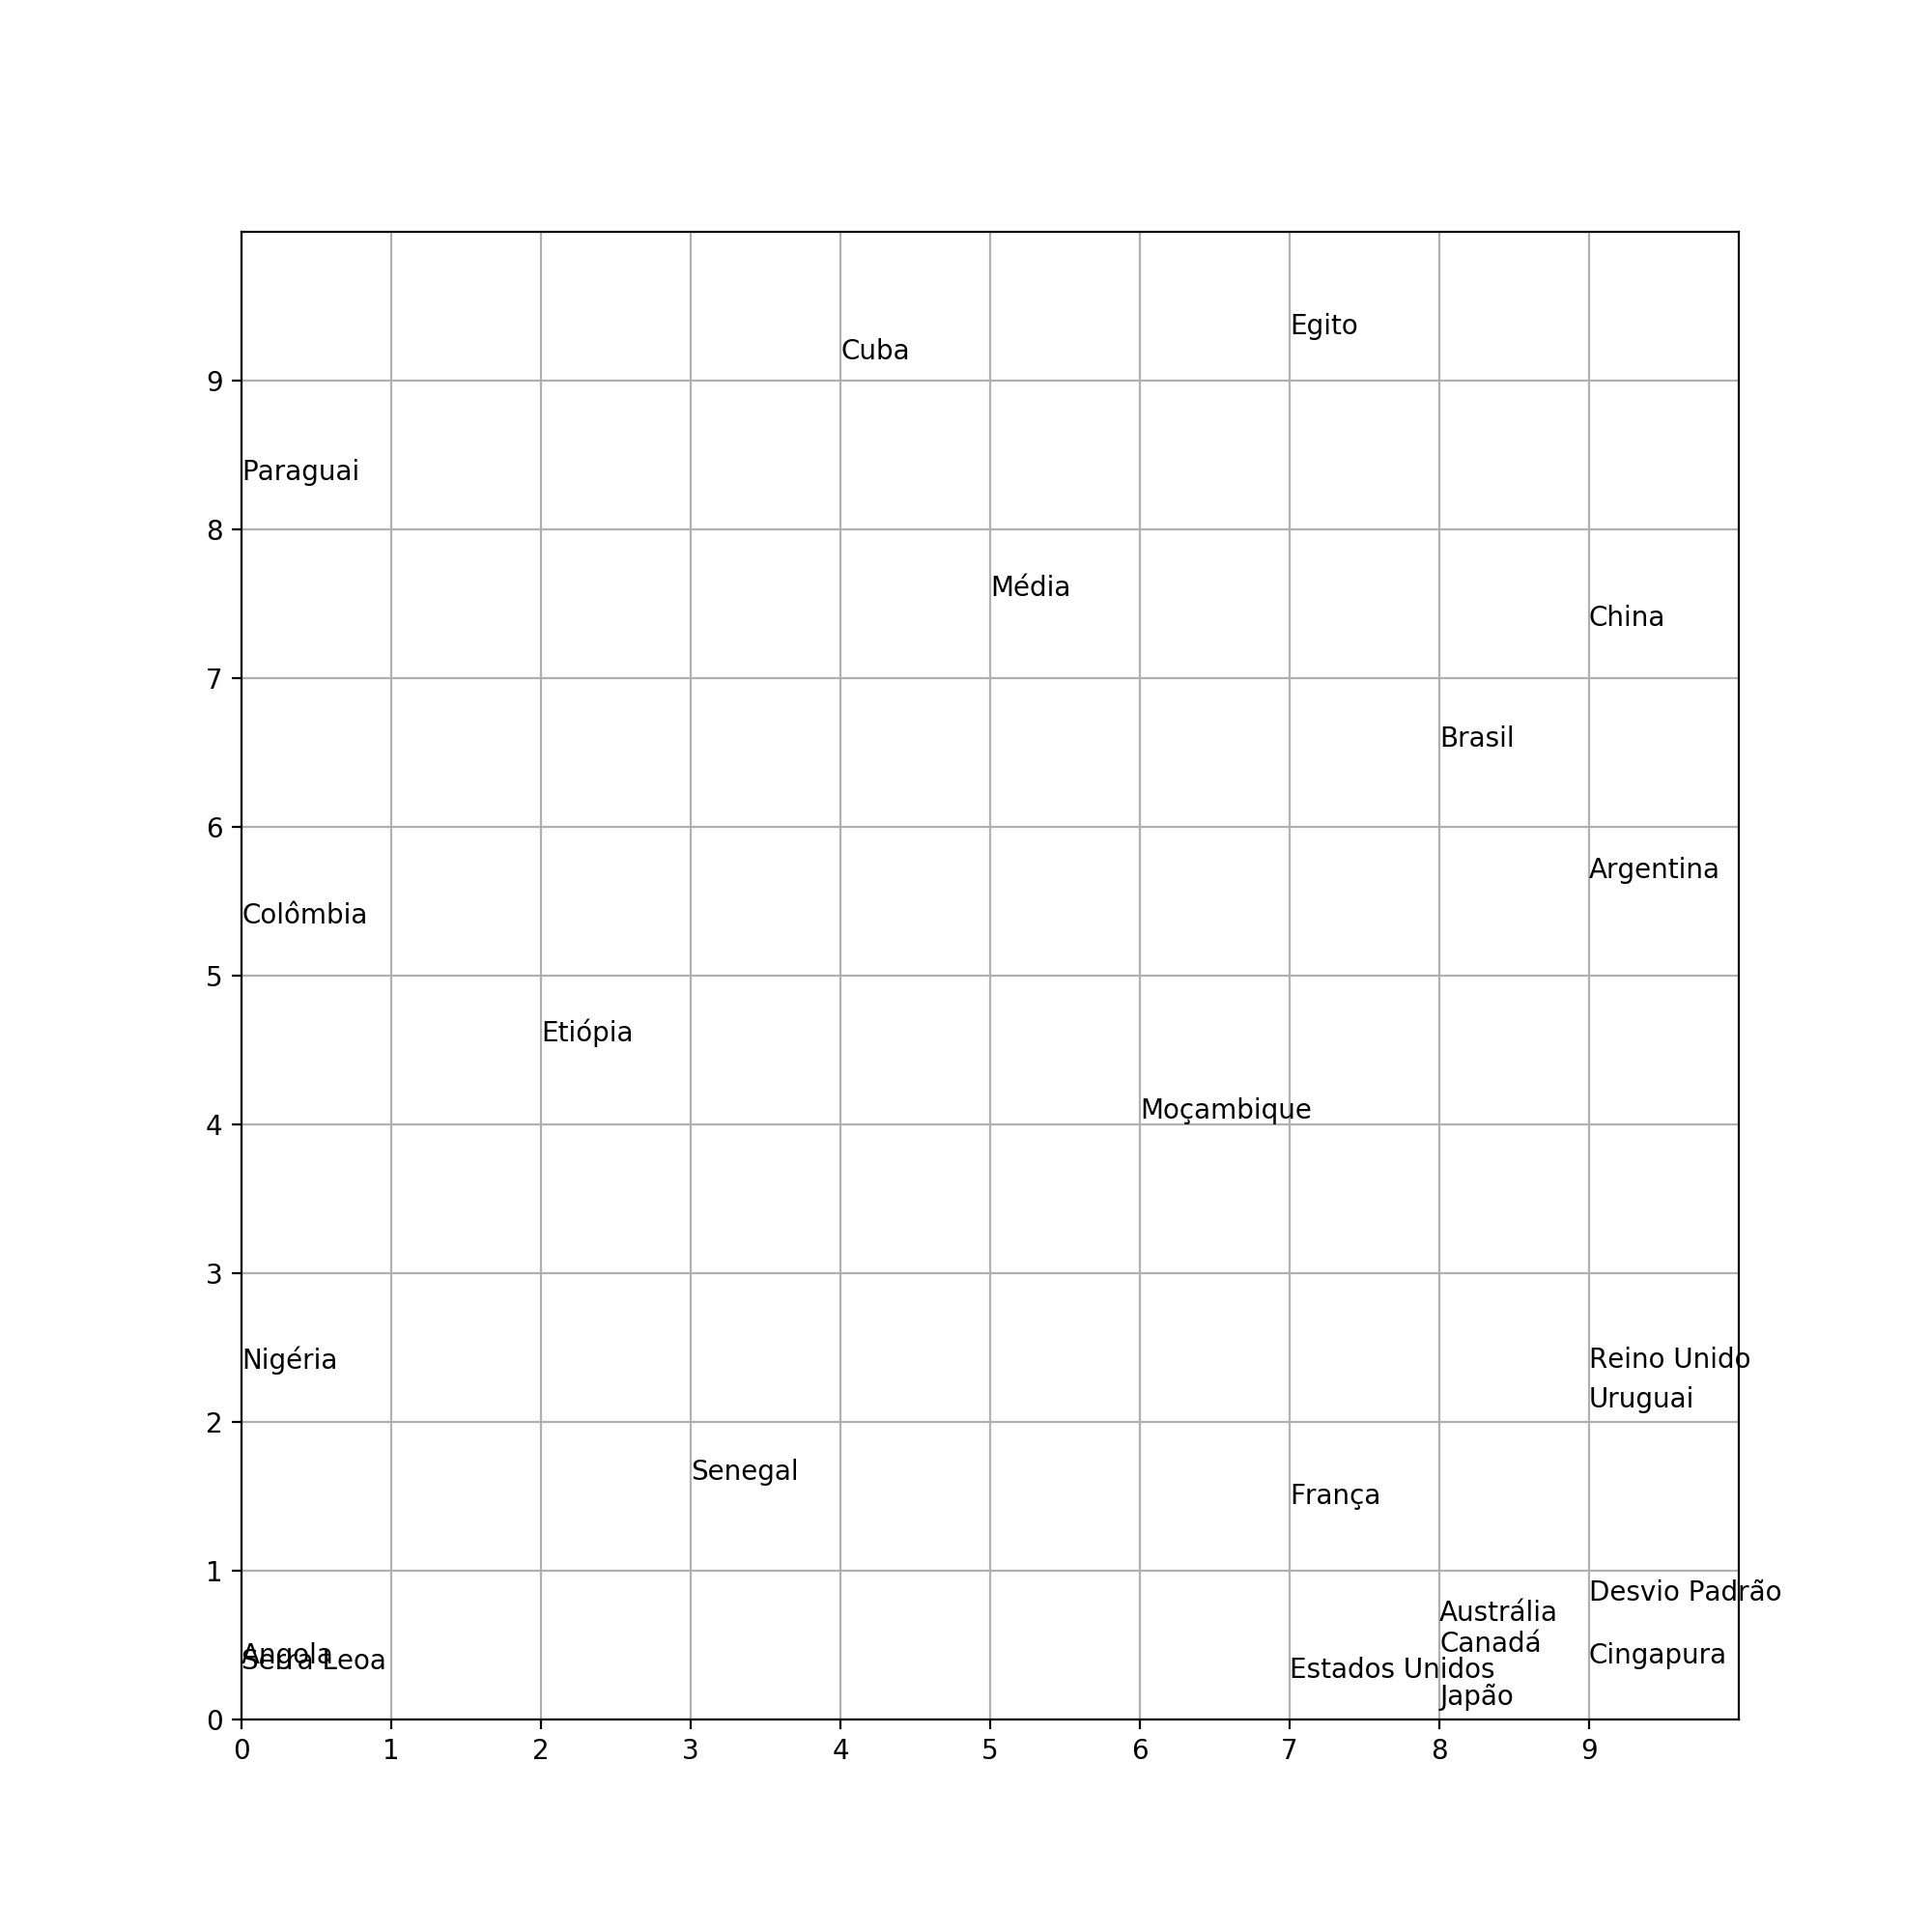 Egito
Cuba
9
Paraguai
8
Média
China
7
Brasil
6
Argentina
Colômbia
5
Etiópia
Moçambique
4
3
Nigéria
Reino Unido
Uruguai
2
Senegal
França
1
Desvio Padrão
Austrália
Canadá
Angola
Serra Leoa
Cingapura
Estados Unidos
Japão
0
0 1 2 3 4 5 6 7 8 9